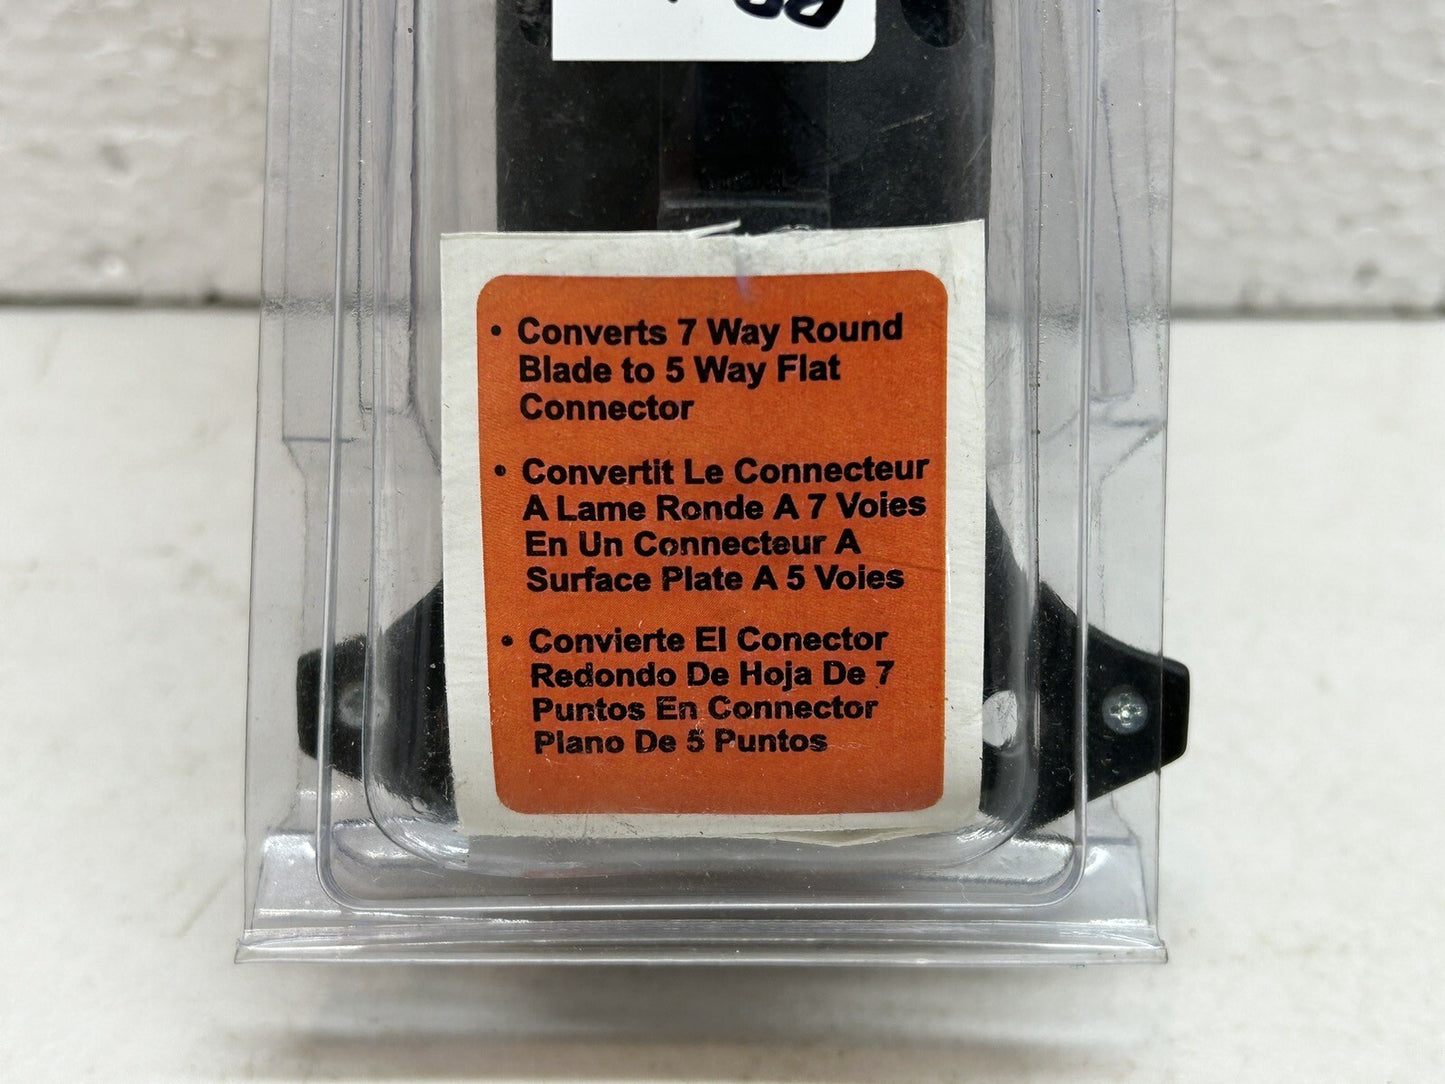 • Converts 7 Way Round
Blade to 5 Way Flat
Connector
• Convertit Le Connecteur
A Lame Ronde A 7 Voies
En Un Connecteur A
Surface Plate A 5 Voies
• Convierte El Conector
Redondo De Hoja De 7
Puntos En Connector
Plano De 5 Puntos